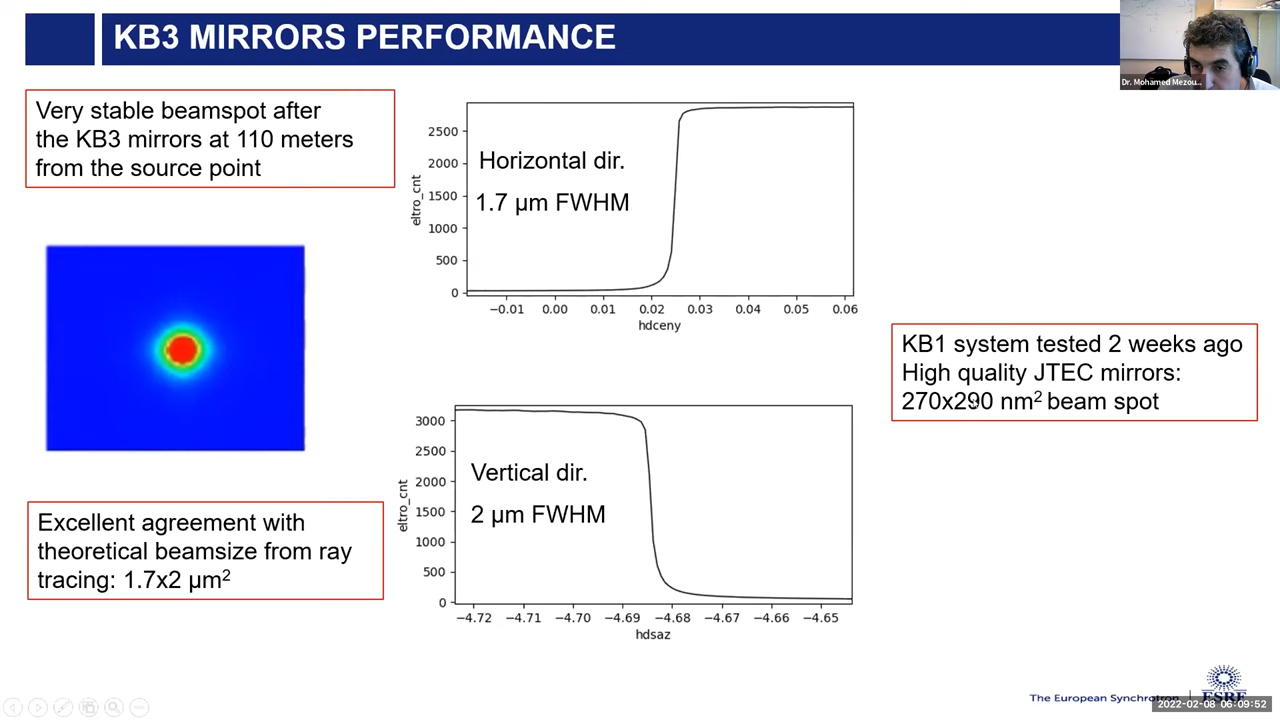 KB3 MIRRORS PERFORMANCE
Dr. Mohamed Mezou...
Very stable beamspot after
the KB3 mirrors at 110 meters
from the source point
2500
2000
1500
1000
500
0
eltro_cnt
Horizontal dir.
1.7 µm FWHM
−0.01 0.00 0.01 0.02 0.03 0.04 0.05 0.06
hdceny
KB1 system tested 2 weeks ago
High quality JTEC mirrors:
270x290 nm² beam spot
3000
2500
2000
1500
1000
500
0
eltro_cnt
Vertical dir.
2 µm FWHM
−4.72 −4.71 −4.70 −4.69 −4.68 −4.67 −4.66 −4.65
hdsaz
Excellent agreement with
theoretical beamsize from ray
tracing: 1.7x2 µm²
The European Synchrotron
ESRF
2022-02-08 06:09:52